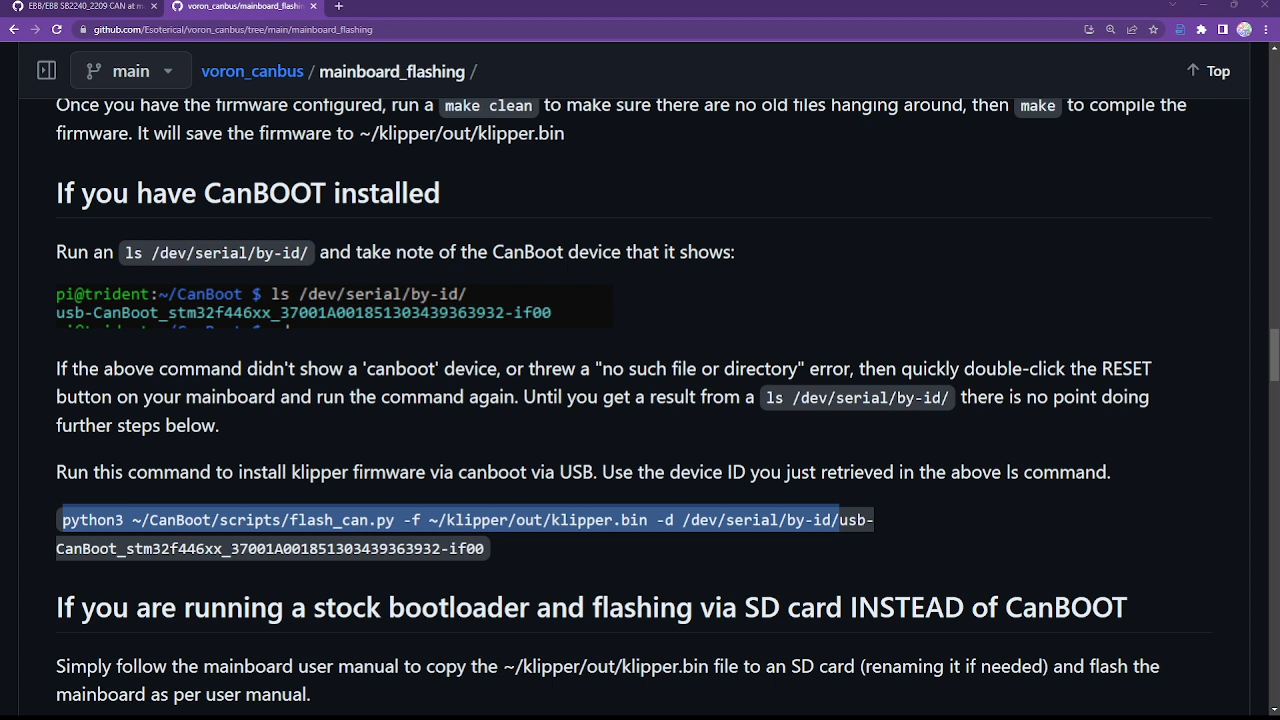 EBB/EBB SB2240_2209 CAN at m
voron_canbus/mainboard_flashin
github.com/Esoterical/voron_canbus/tree/main/mainboard_flashing
main
voron_canbus / mainboard_flashing /
Top
Once you have the firmware configured, run a make clean to make sure there are no old files hanging around, then make to compile the
firmware. It will save the firmware to ~/klipper/out/klipper.bin
If you have CanBOOT installed
Run an ls /dev/serial/by-id/ and take note of the CanBoot device that it shows:
pi@trident:~/CanBoot $ ls /dev/serial/by-id/
usb-CanBoot_stm32f446xx_37001A001851303439363932-if00
If the above command didn't show a 'canboot' device, or threw a "no such file or directory" error, then quickly double-click the RESET
button on your mainboard and run the command again. Until you get a result from a ls /dev/serial/by-id/ there is no point doing
further steps below.
Run this command to install klipper firmware via canboot via USB. Use the device ID you just retrieved in the above ls command.
python3 ~/CanBoot/scripts/flash_can.py -f ~/klipper/out/klipper.bin -d /dev/serial/by-id/usb-
CanBoot_stm32f446xx_37001A001851303439363932-if00
If you are running a stock bootloader and flashing via SD card INSTEAD of CanBOOT
Simply follow the mainboard user manual to copy the ~/klipper/out/klipper.bin file to an SD card (renaming it if needed) and flash the
mainboard as per user manual.